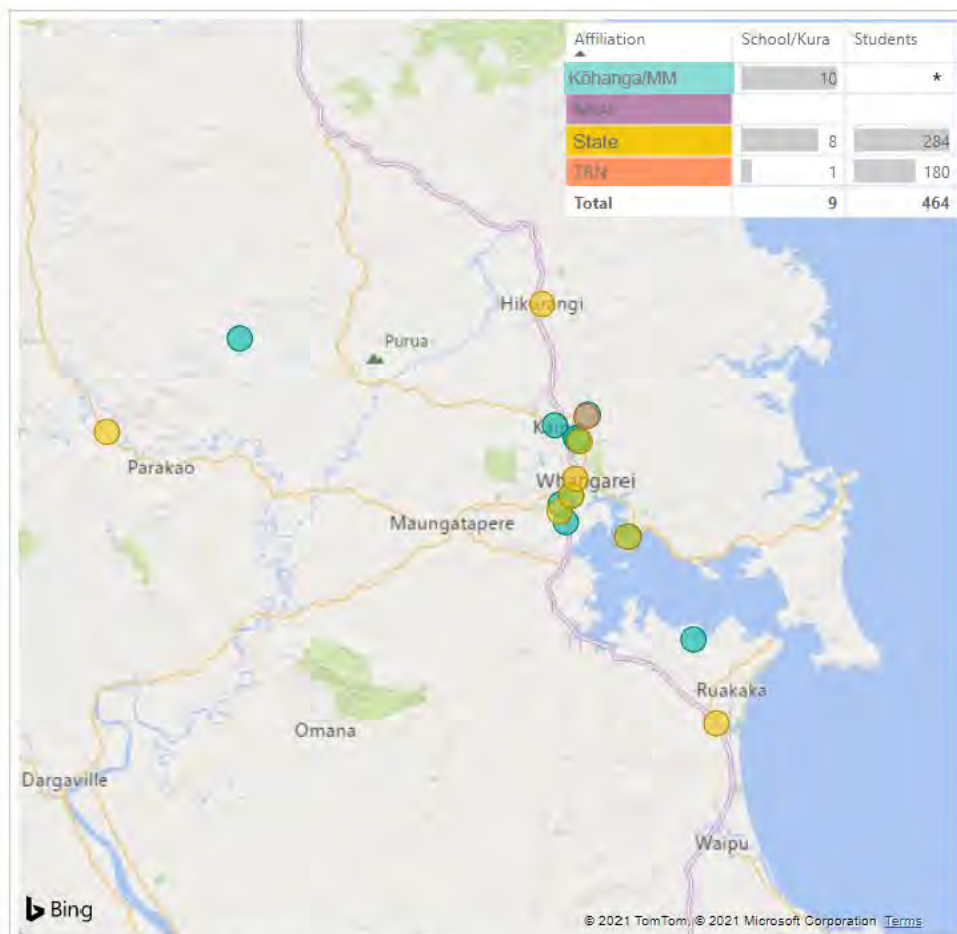 Affiliation School/Kura Students
Kōhanga/MM 10 *
State 8 284
TRN 1 180
Total 9 464
Hikurangi
Purua
Parakao
Whangarei
Maungatapere
Ruakaka
Omana
Dargaville
Waipu
Bing
© 2021 TomTom, © 2021 Microsoft Corporation Terms